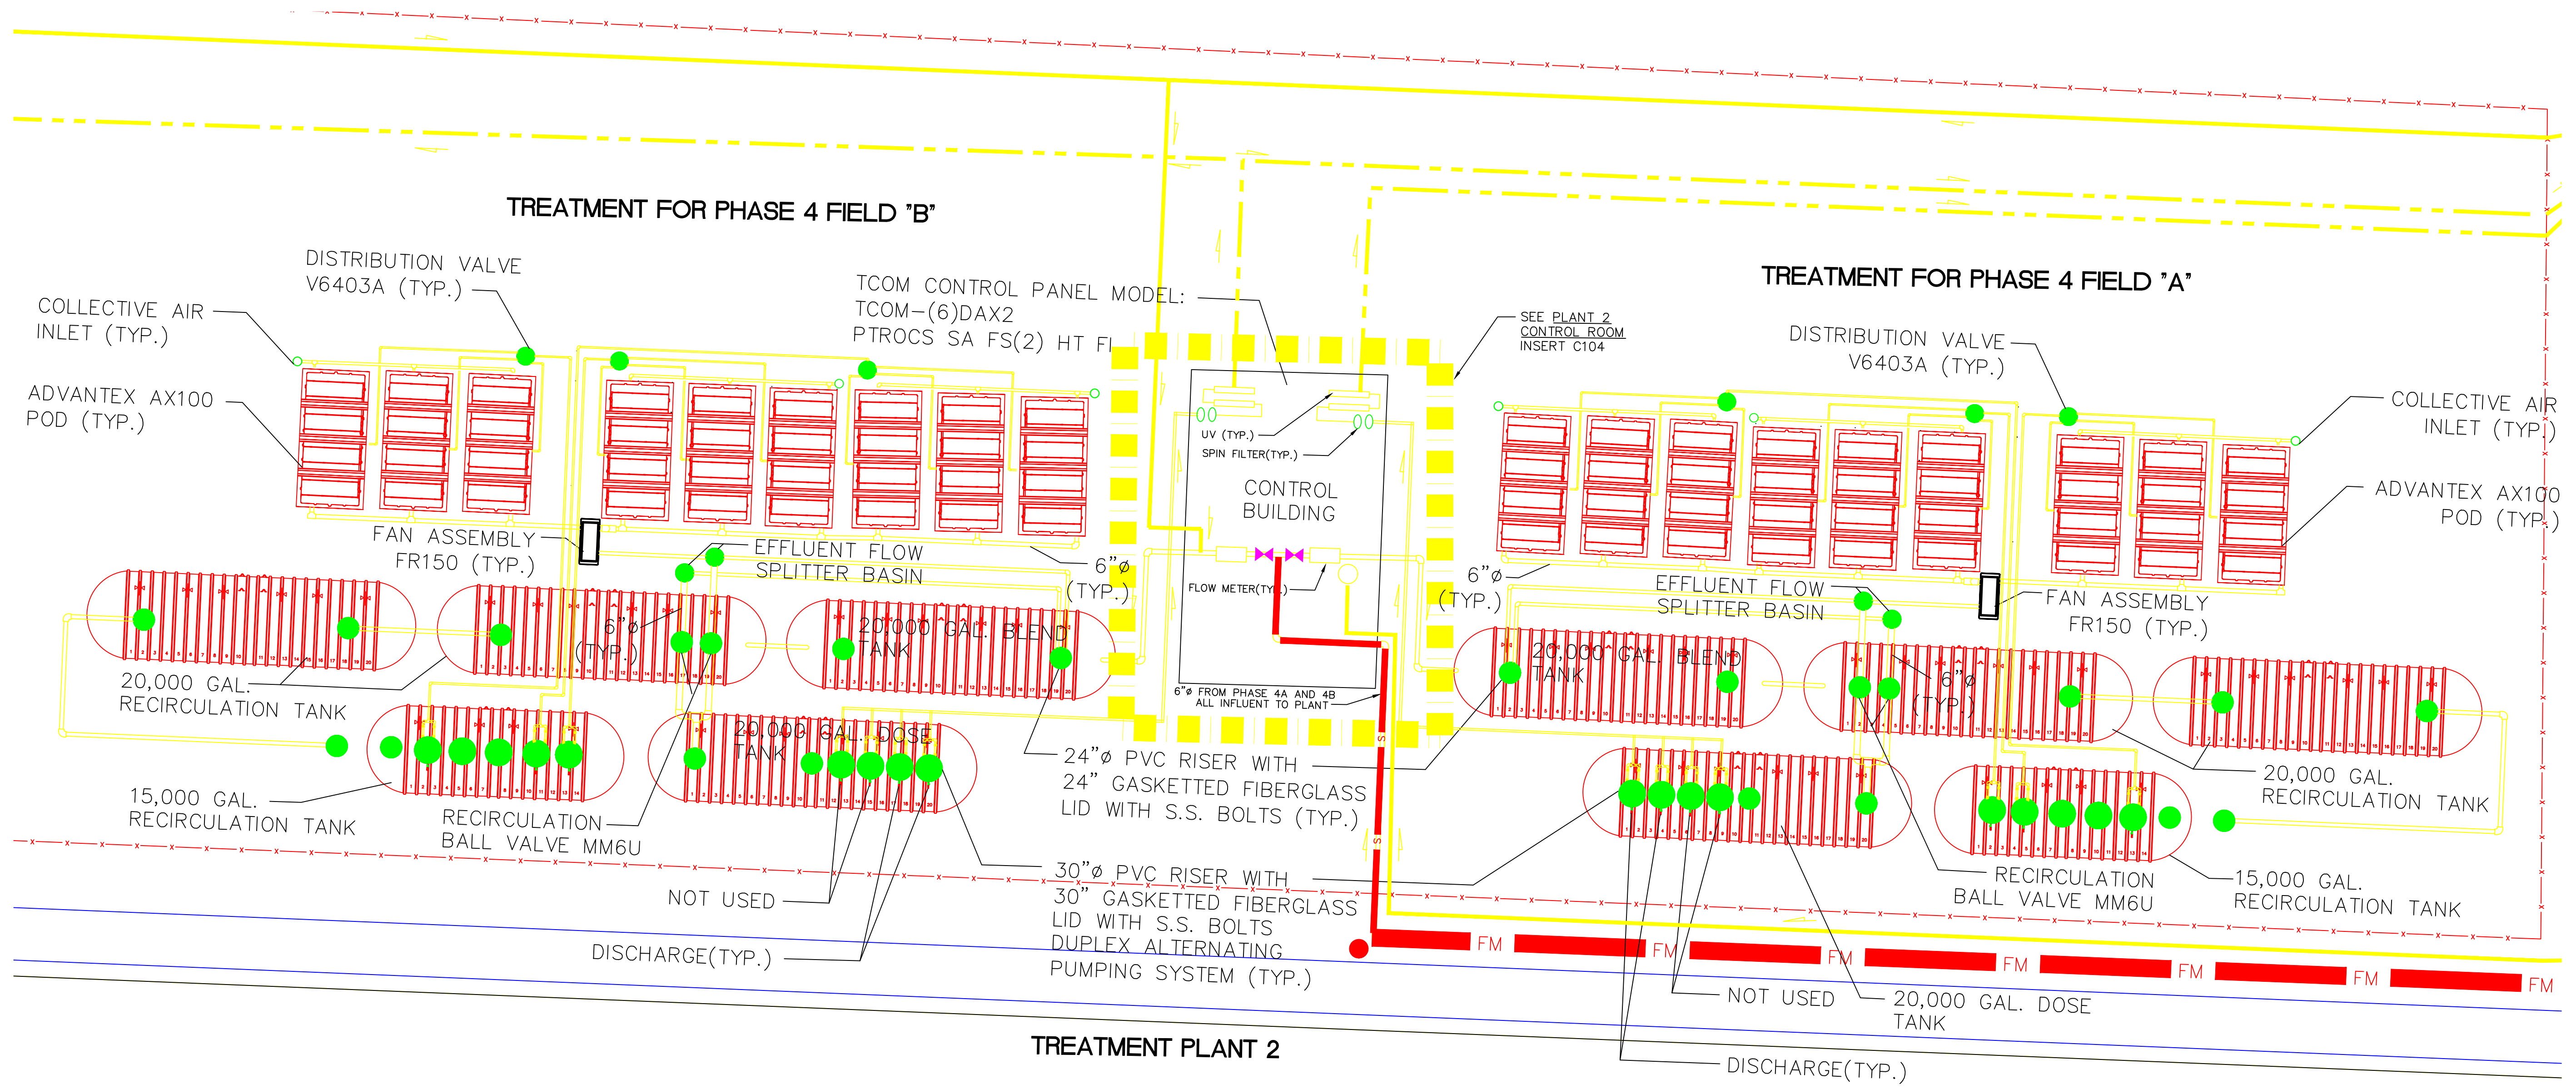 TREATMENT FOR PHASE 4 FIELD "B"
DISTRIBUTION VALVE
V6403A (TYP.)
COLLECTIVE AIR
INLET (TYP.)
ADVANTEX AX100
POD (TYP.)
TCOM CONTROL PANEL MODEL:
TCOM-(6)DAX2
PTROCS SA FS(2) HT FI
SEE PLANT 2
CONTROL ROOM
INSERT C104
TREATMENT FOR PHASE 4 FIELD "A"
DISTRIBUTION VALVE
V6403A (TYP.)
COLLECTIVE AIR
INLET (TYP.)
ADVANTEX AX100
POD (TYP.)
UV (TYP.)
SPIN FILTER(TYP.)
CONTROL
BUILDING
FLOW METER(TYP.)
6"ø FROM PHASE 4A AND 4B
ALL INFLUENT TO PLANT
FAN ASSEMBLY
FR150 (TYP.)
EFFLUENT FLOW
SPLITTER BASIN
6"ø
(TYP.)
6"ø
(TYP.)
20,000 GAL. BLEND
TANK
6"ø
(TYP.)
EFFLUENT FLOW
SPLITTER BASIN
FAN ASSEMBLY
FR150 (TYP.)
20,000 GAL. BLEND
TANK
6"ø
(TYP.)
20,000 GAL.
RECIRCULATION TANK
20,000 GAL. DOSE
TANK
15,000 GAL.
RECIRCULATION TANK
RECIRCULATION
BALL VALVE MM6U
24"ø PVC RISER WITH
24" GASKETTED FIBERGLASS
LID WITH S.S. BOLTS (TYP.)
20,000 GAL.
RECIRCULATION TANK
NOT USED
DISCHARGE(TYP.)
30"ø PVC RISER WITH
30" GASKETTED FIBERGLASS
LID WITH S.S. BOLTS
DUPLEX ALTERNATING
PUMPING SYSTEM (TYP.)
S
S
RECIRCULATION
BALL VALVE MM6U
15,000 GAL.
RECIRCULATION TANK
FM FM FM FM FM FM FM
NOT USED
20,000 GAL. DOSE
TANK
DISCHARGE(TYP.)
TREATMENT PLANT 2